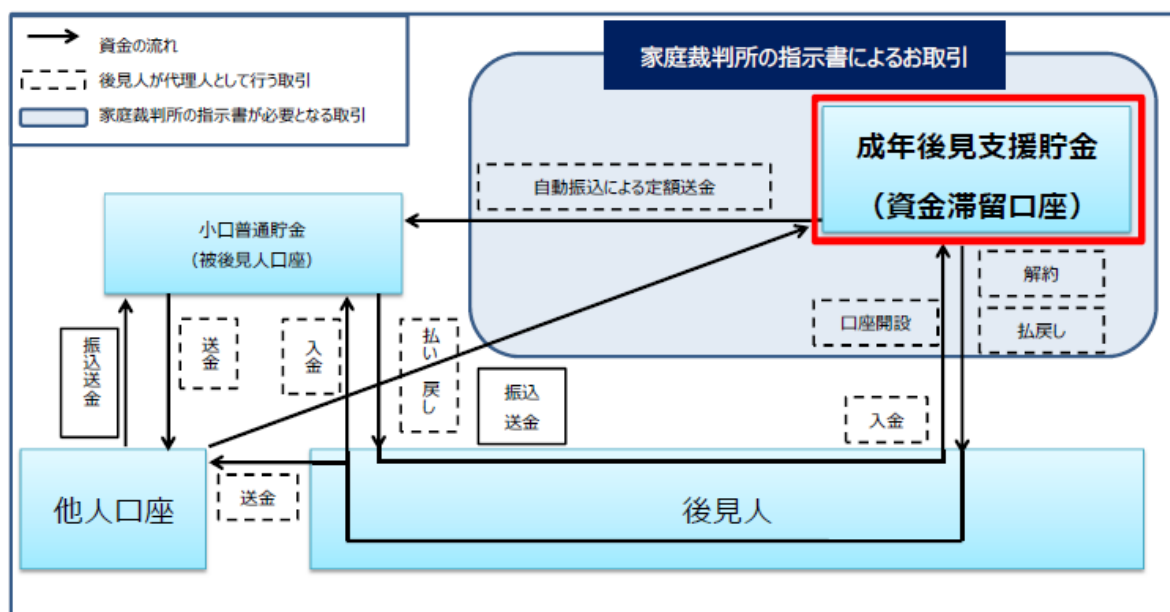 資金の流れ
後見人が代理人として行う取引
家庭裁判所の指示書が必要となる取引
家庭裁判所の指示書によるお取引
成年後見支援貯金
（資金滞留口座）
自動振込による定額送金
小口普通貯金
（被後見人口座）
解約
口座開設
払戻し
振込送金
送金
入金
払い戻し
振込
送金
入金
送金
他人口座
後見人